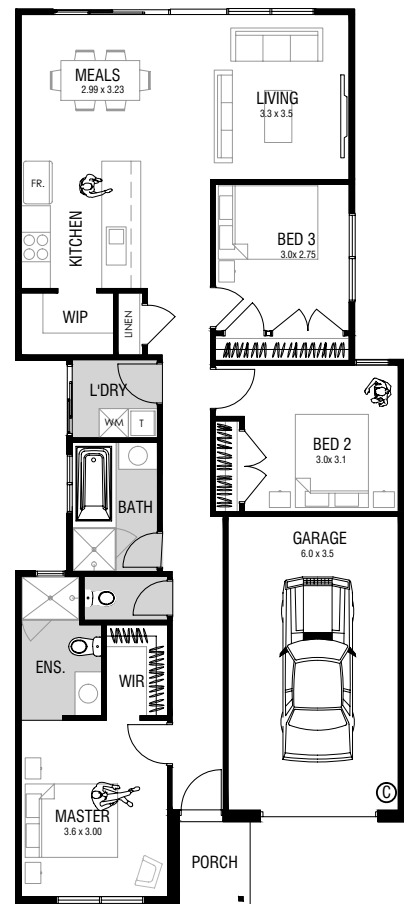 MEALS
2.99 x 3.23
LIVING
3.3 x 3.5
FR.
KITCHEN
BED 3
3.0x 2.75
WIP
LINEN
L'DRY
WM
T
BED 2
3.0x 3.1
BATH
GARAGE
6.0 x 3.5
ENS.
WIR
C
MASTER
3.6 x 3.00
PORCH